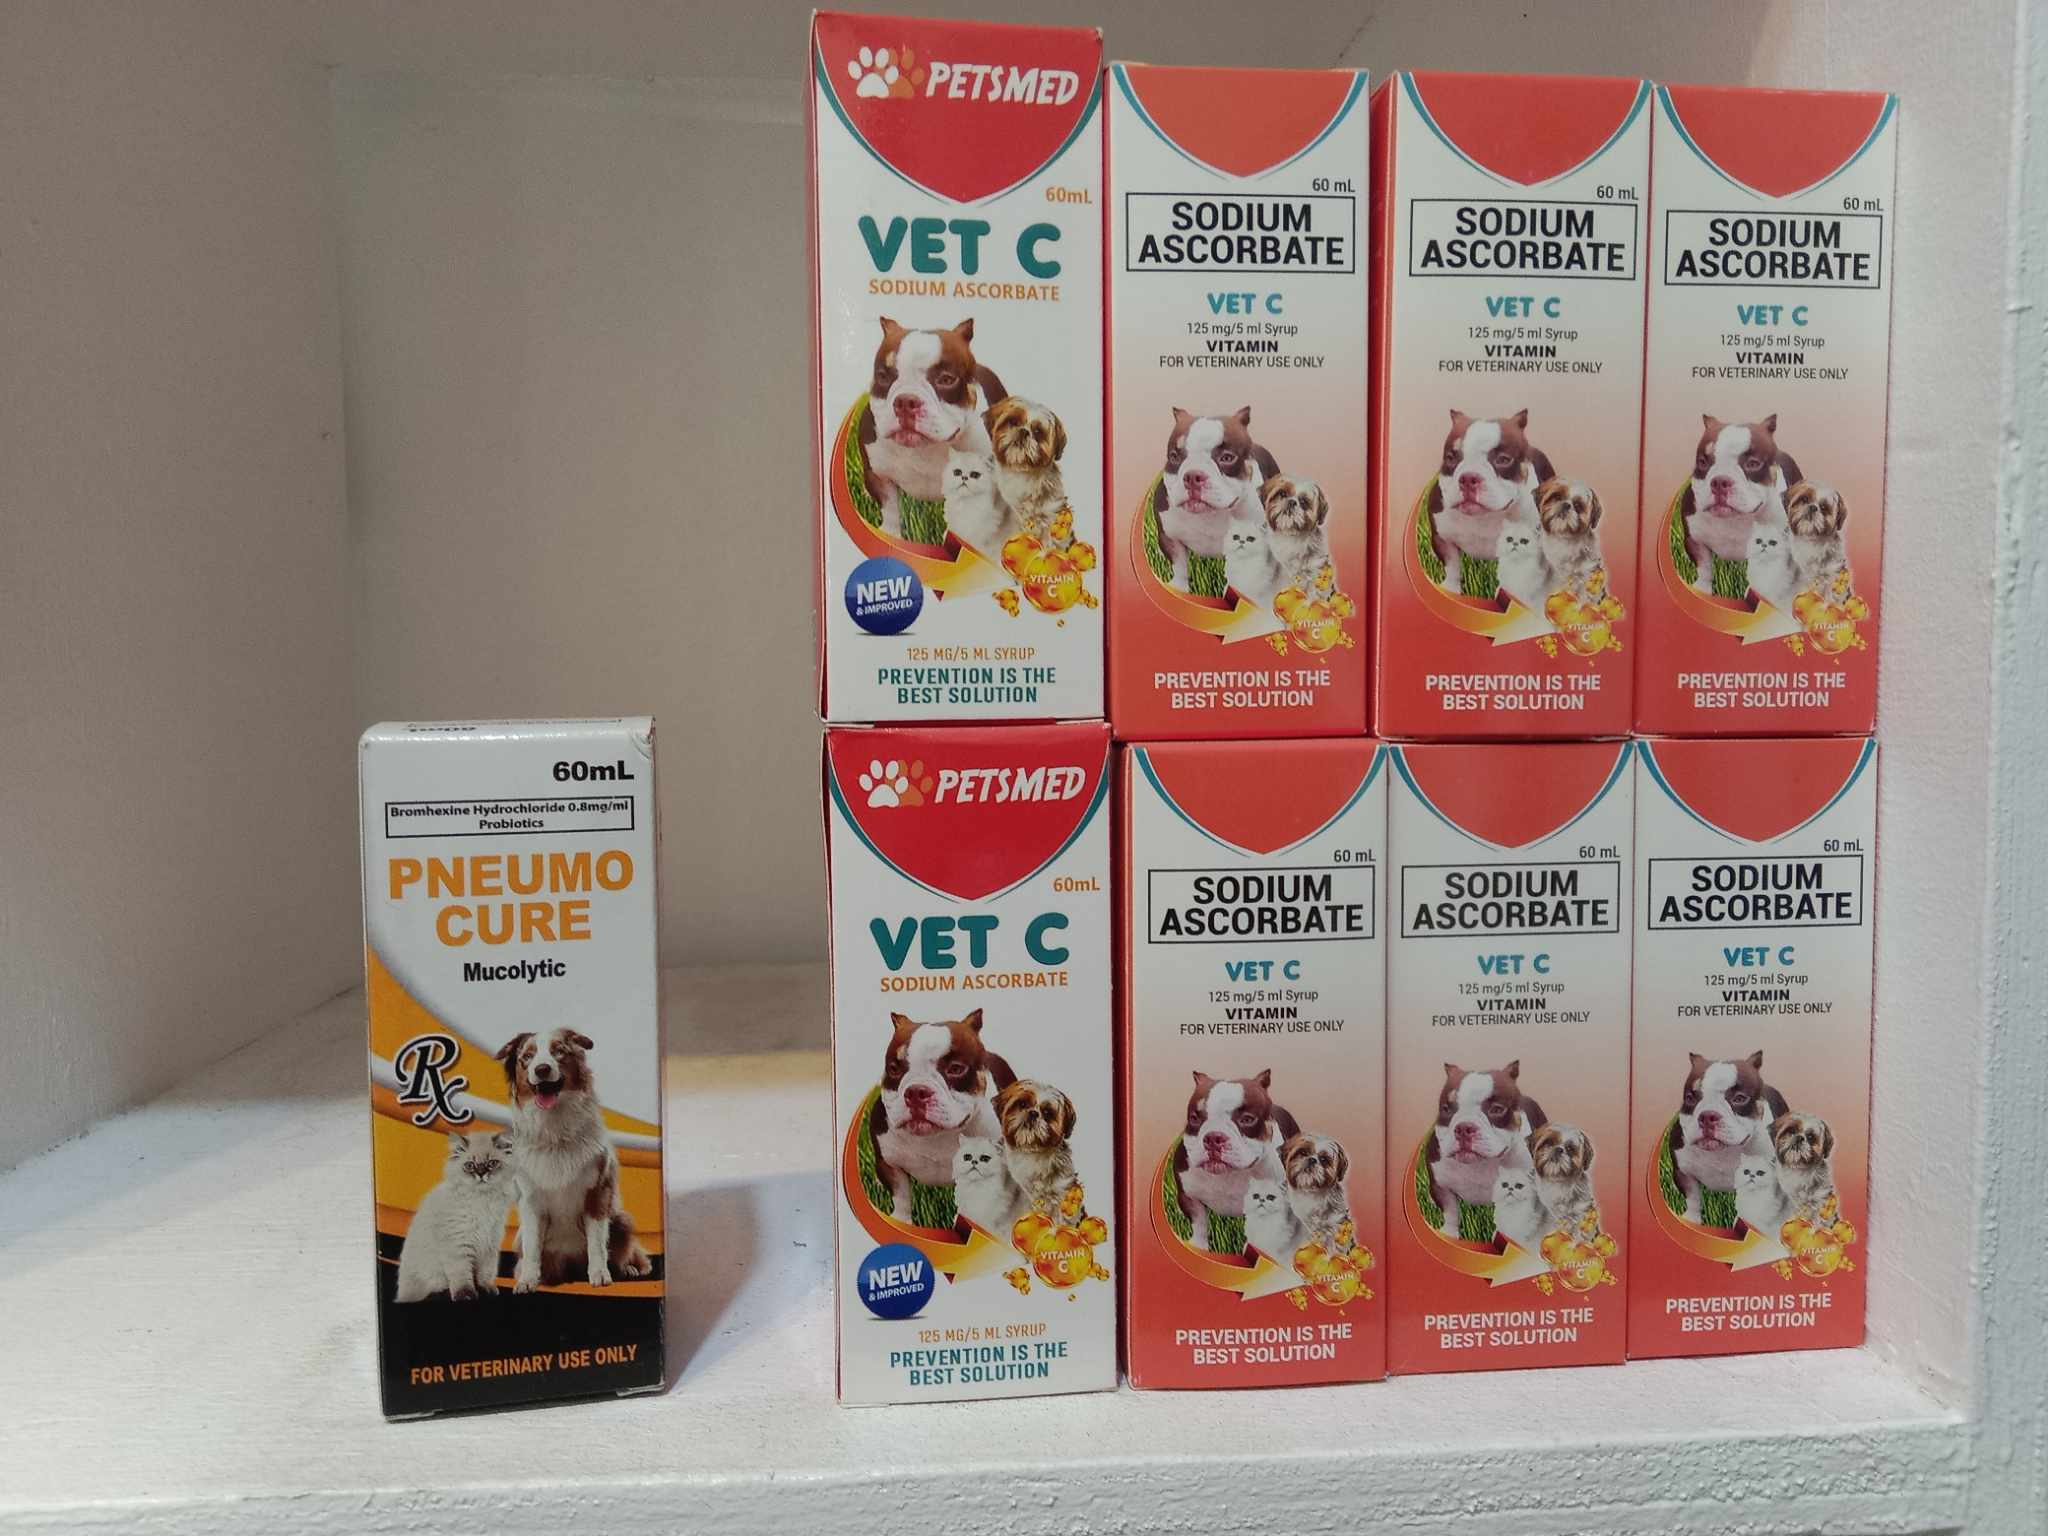 60mL
Bromhexine Hydrochloride 0.8mg/ml
Probiotics
PNEUMO
CURE
Mucolytic
Rx
FOR VETERINARY USE ONLY
PETSMED
60mL
VET C
SODIUM ASCORBATE
VITAMIN
C
NEW
& IMPROVED
125 MG/5 ML SYRUP
PREVENTION IS THE
BEST SOLUTION
60 mL
SODIUM
ASCORBATE
VET C
125 mg/5 ml Syrup
VITAMIN
FOR VETERINARY USE ONLY
VITAMIN
C
PREVENTION IS THE
BEST SOLUTION
60 mL
SODIUM
ASCORBATE
VET C
125 mg/5 ml Syrup
VITAMIN
FOR VETERINARY USE ONLY
VITAMIN
C
PREVENTION IS THE
BEST SOLUTION
60 mL
SODIUM
ASCORBATE
VET C
125 mg/5 ml Syrup
VITAMIN
FOR VETERINARY USE ONLY
VITAMIN
C
PREVENTION IS THE
BEST SOLUTION
PETSMED
60mL
VET C
SODIUM ASCORBATE
VITAMIN
C
NEW
& IMPROVED
125 MG/5 ML SYRUP
PREVENTION IS THE
BEST SOLUTION
60 mL
SODIUM
ASCORBATE
VET C
125 mg/5 ml Syrup
VITAMIN
FOR VETERINARY USE ONLY
VITAMIN
C
PREVENTION IS THE
BEST SOLUTION
60 mL
SODIUM
ASCORBATE
VET C
125 mg/5 ml Syrup
VITAMIN
FOR VETERINARY USE ONLY
VITAMIN
C
PREVENTION IS THE
BEST SOLUTION
60 mL
SODIUM
ASCORBATE
VET C
125 mg/5 ml Syrup
VITAMIN
FOR VETERINARY USE ONLY
VITAMIN
C
PREVENTION IS THE
BEST SOLUTION